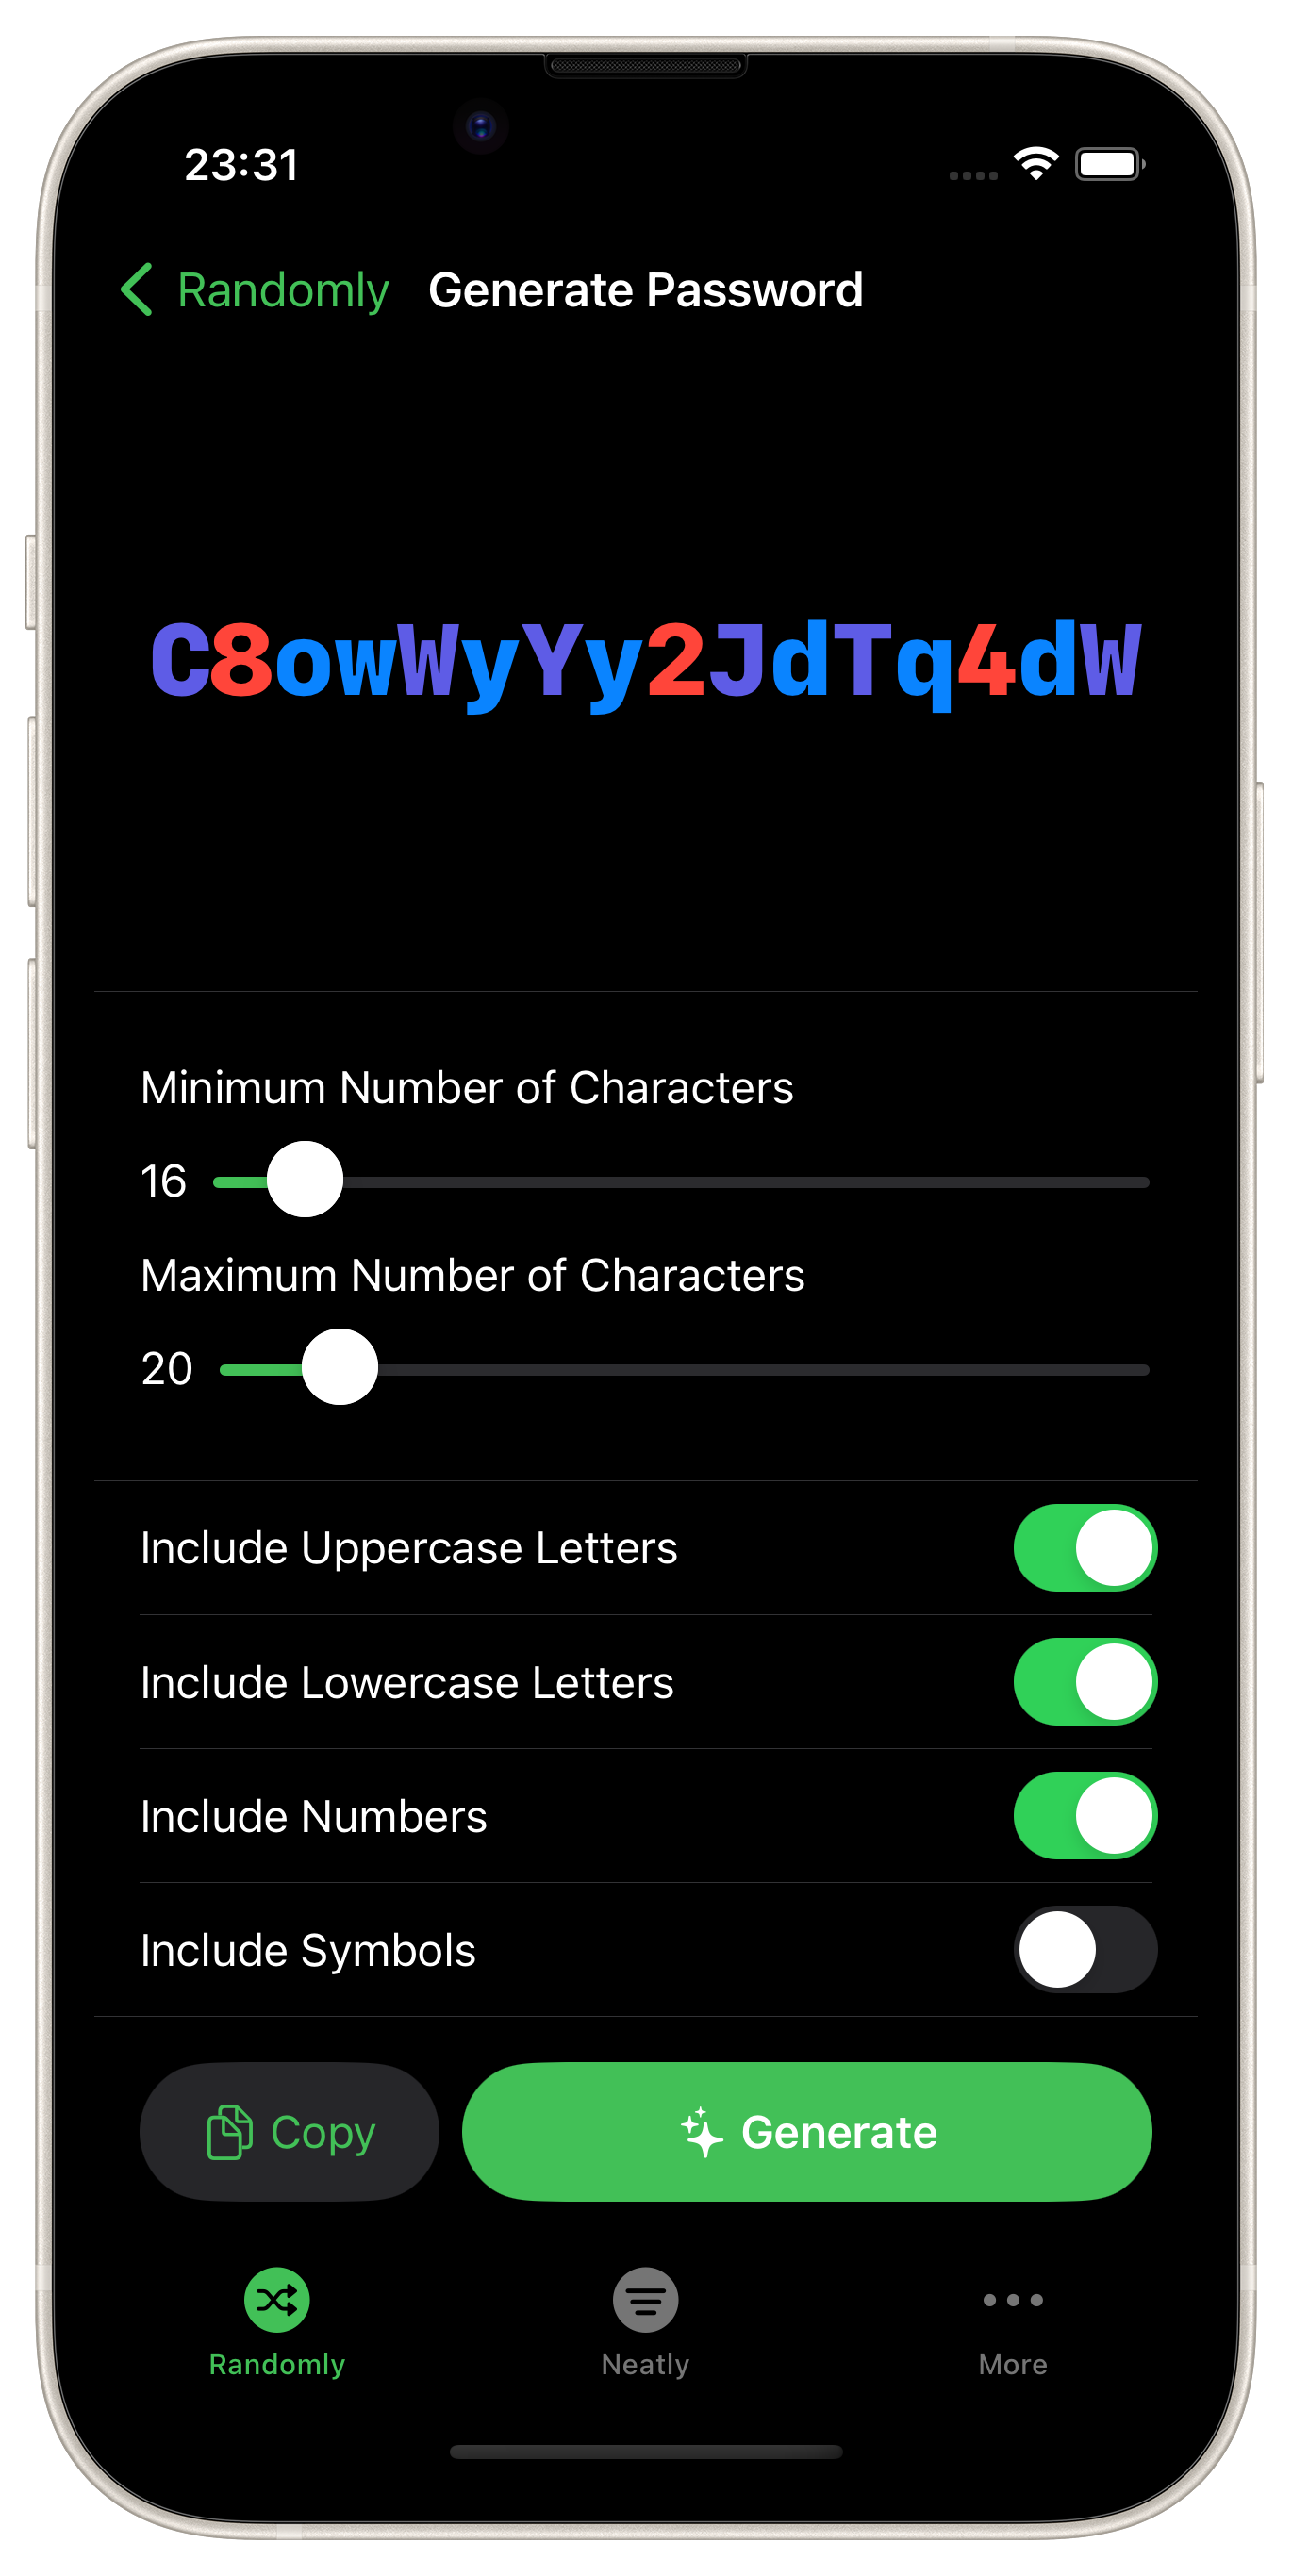 23:31
Randomly Generate Password
C8owWyYy2JdTq4dW
Minimum Number of Characters
16
Maximum Number of Characters
20
Include Uppercase Letters
Include Lowercase Letters
Include Numbers
Include Symbols
Copy Generate
Randomly Neatly More